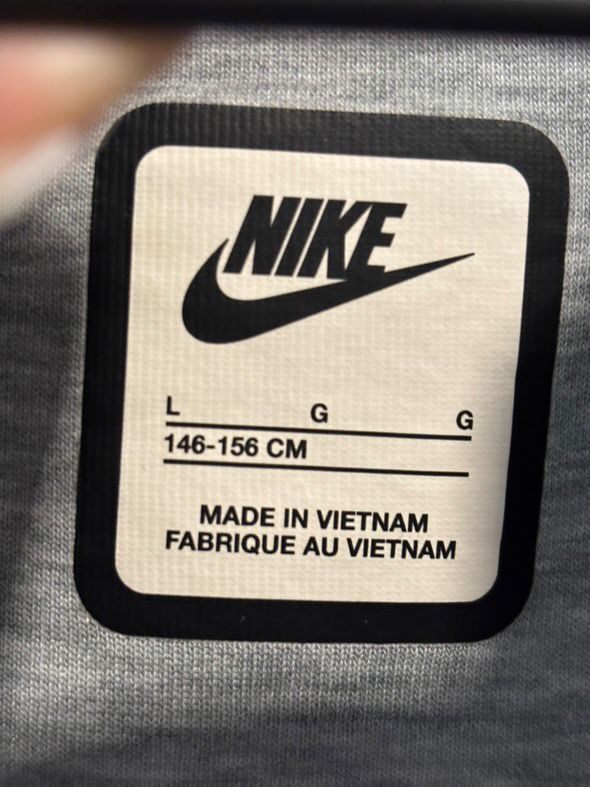 NIKE
L G G
146-156 CM
MADE IN VIETNAM
FABRIQUE AU VIETNAM